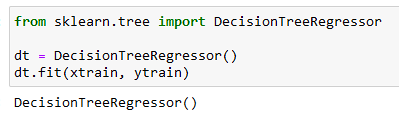 from sklearn.tree import DecisionTreeRegressor
dt = DecisionTreeRegressor()
dt.fit(xtrain, ytrain)
DecisionTreeRegressor()